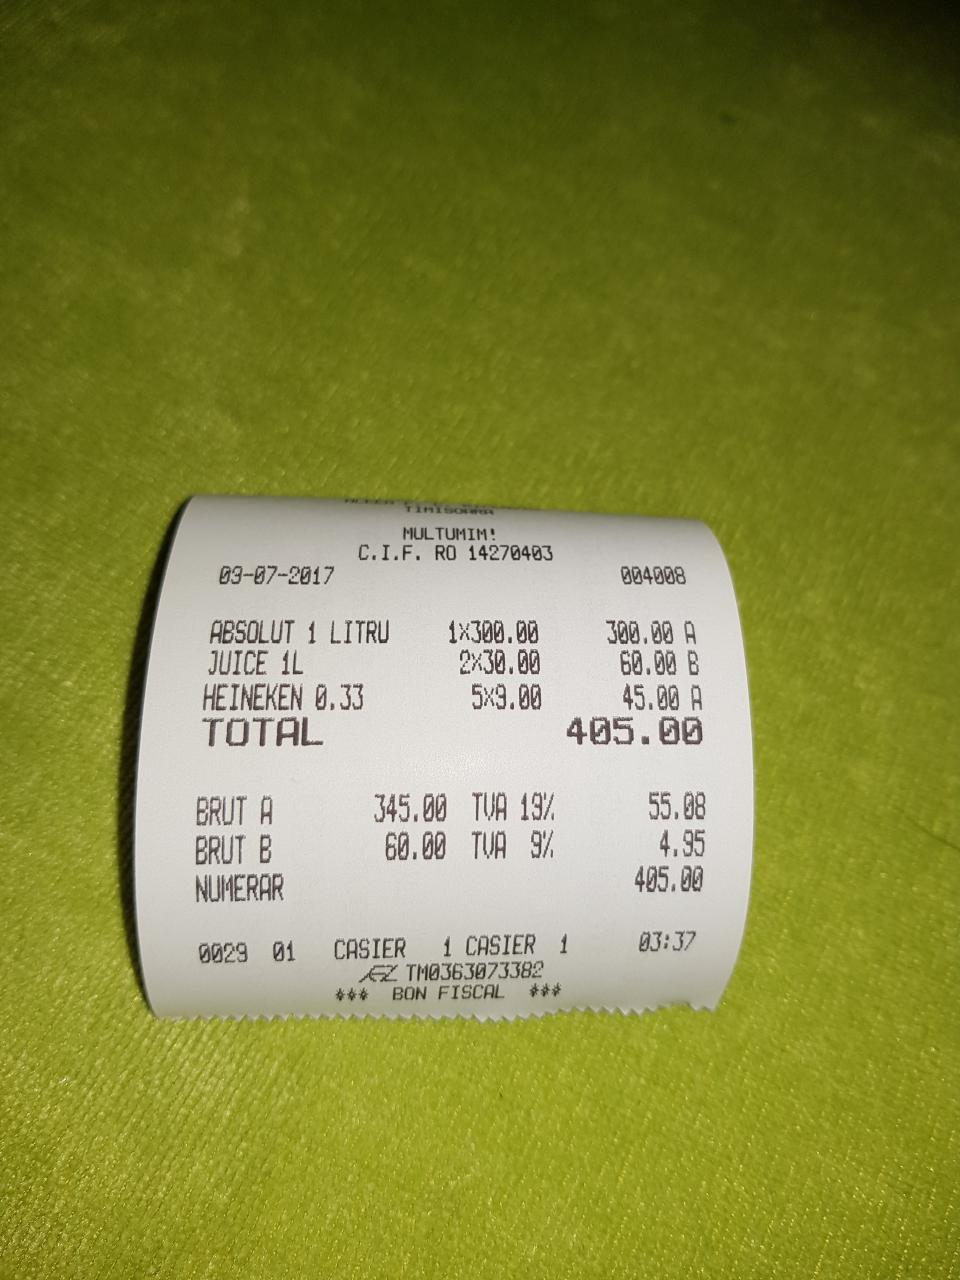 TIMISOARA
MULTUMIM!
C.I.F. RO 14270403
09-07-2017 004008
ABSOLUT 1 LITRU 1X300.00 300.00 A
JUICE 1L 2X30.00 60.00 B
HEINEKEN 0.33 5X9.00 45.00 A
TOTAL 405.00
BRUT A 345.00 TVA 19% 55.08
BRUT B 60.00 TVA 9% 4.95
NUMERAR 405.00
0029 01 CASIER 1 CASIER 1 03:37
TM0363073382
*** BON FISCAL ***